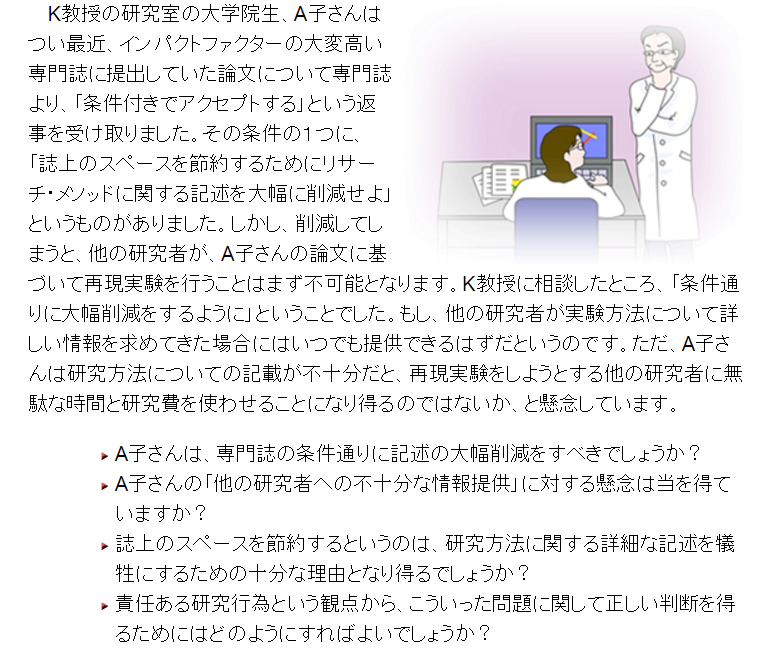 K教授の研究室の大学院生、A子さんは
つい最近、インパクトファクターの大変高い
専門誌に提出していた論文について専門誌
より、「条件付きでアクセプトする」という返
事を受け取りました。その条件の1つに、
「誌上のスペースを節約するためにリサー
チ・メソッドに関する記述を大幅に削減せよ」
というものがありました。しかし、削減してし
まうと、他の研究者が、A子さんの論文に基
づいて再現実験を行うことはまず不可能となります。K教授に相談したところ、「条件通
りに大幅削減をするように」ということでした。もし、他の研究者が実験方法について詳
しい情報を求めてきた場合にはいつでも提供できるはずだというのです。ただ、A子さ
んは研究方法についての記載が不十分だと、再現実験をしようとする他の研究者に無
駄な時間と研究費を使わせることになり得るのではないか、と懸念しています。
A子さんは、専門誌の条件通りに記述の大幅削減をすべきでしょうか？
A子さんの「他の研究者への不十分な情報提供」に対する懸念は当を得て
いますか？
誌上のスペースを節約するというのは、研究方法に関する詳細な記述を犠
牲にするための十分な理由となり得るでしょうか？
責任ある研究行為という観点から、こういった問題に関して正しい判断を得
るためにはどのようにすればよいでしょうか？